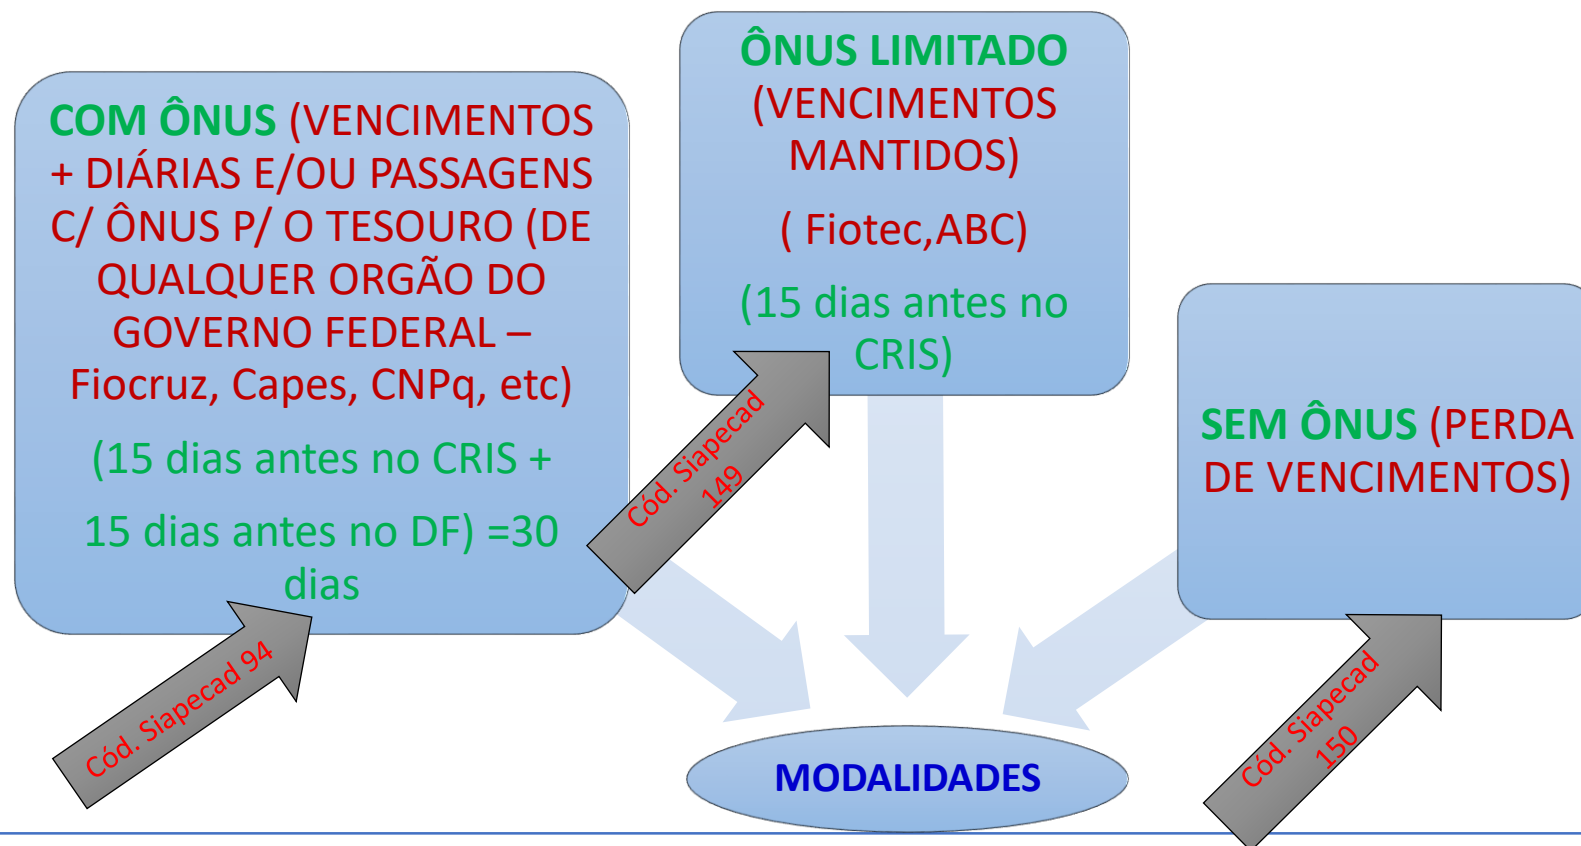 COM ÔNUS (VENCIMENTOS
+ DIÁRIAS E/OU PASSAGENS
C/ ÔNUS P/ O TESOURO (DE
QUALQUER ORGÃO DO
GOVERNO FEDERAL –
Fiocruz, Capes, CNPq, etc)
(15 dias antes no CRIS +
15 dias antes no DF) =30
dias
Cód. Siapecad 94
ÔNUS LIMITADO
(VENCIMENTOS
MANTIDOS)
( Fiotec,ABC)
(15 dias antes no
CRIS)
Cód. Siapecad
149
SEM ÔNUS (PERDA
DE VENCIMENTOS)
Cód. Siapecad
150
MODALIDADES